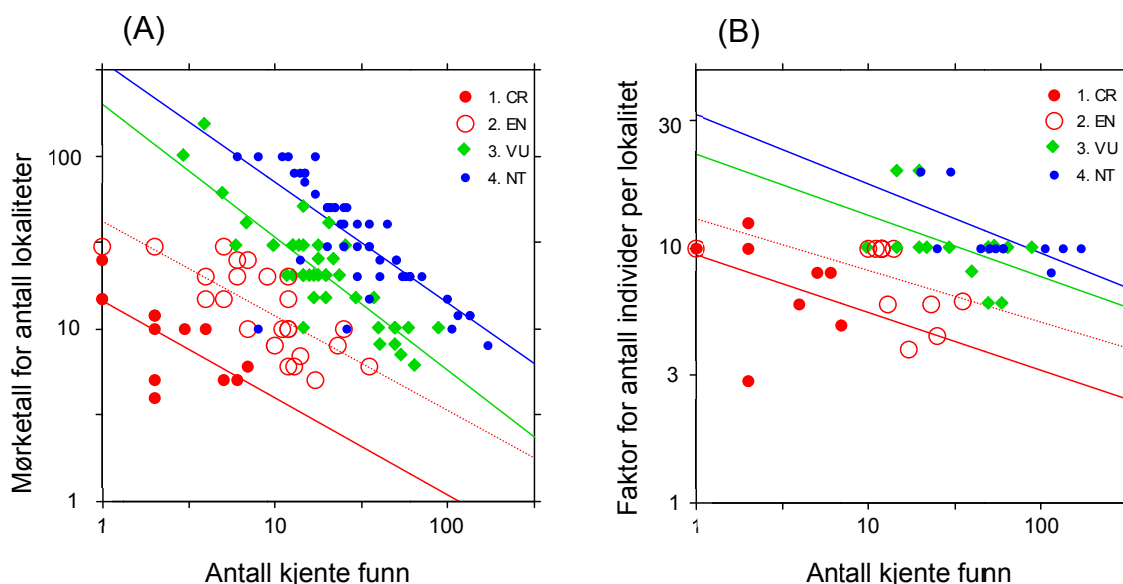 (A)
Mørketall for antall lokaliteter
100
10
1
1
10
100
Antall kjente funn
1. CR
2. EN
3. VU
4. NT
(B)
Faktor for antall individer per lokalitet
30
10
3
1
1
10
100
Antall kjente funn
1. CR
2. EN
3. VU
4. NT